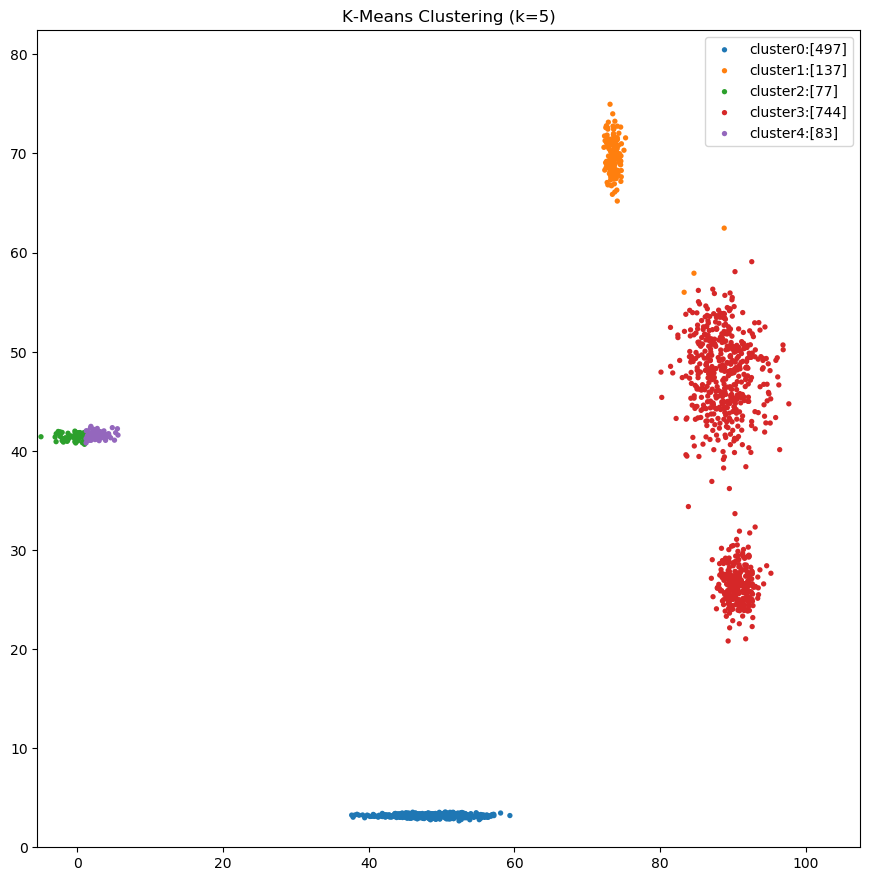 K-Means Clustering (k=5)
cluster0:[497]
cluster1:[137]
cluster2:[77]
cluster3:[744]
cluster4:[83]
80
70
60
50
40
30
20
10
0
0 20 40 60 80 100